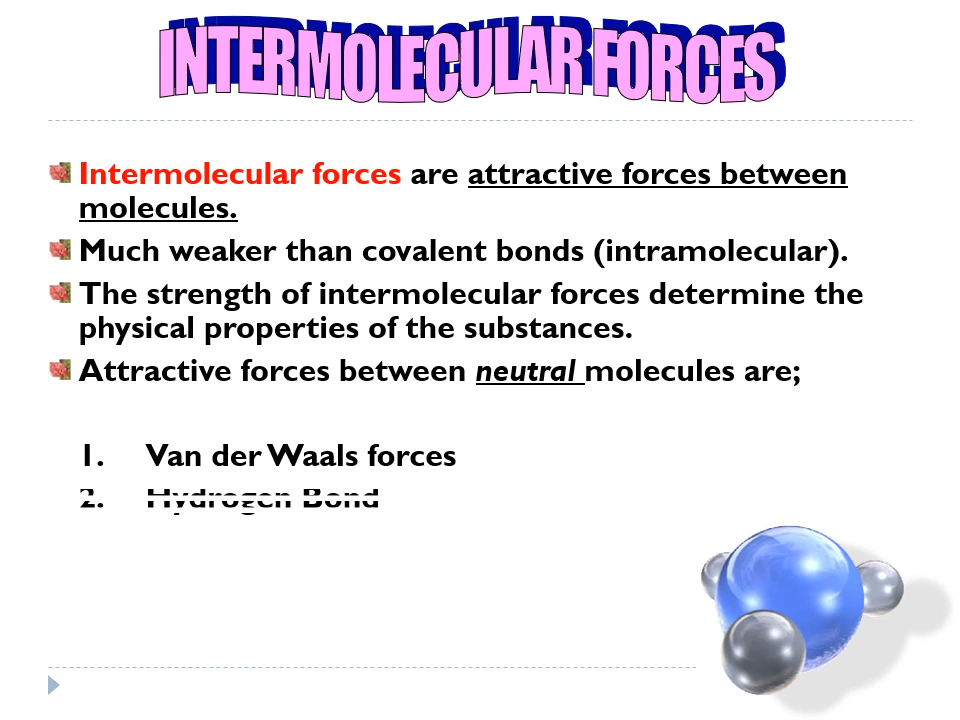 INTERMOLECULAR FORCES
Intermolecular forces are attractive forces between
molecules.
Much weaker than covalent bonds (intramolecular).
The strength of intermolecular forces determine the
physical properties of the substances.
Attractive forces between neutral molecules are;
1. Van der Waals forces
2. Hydrogen Bond